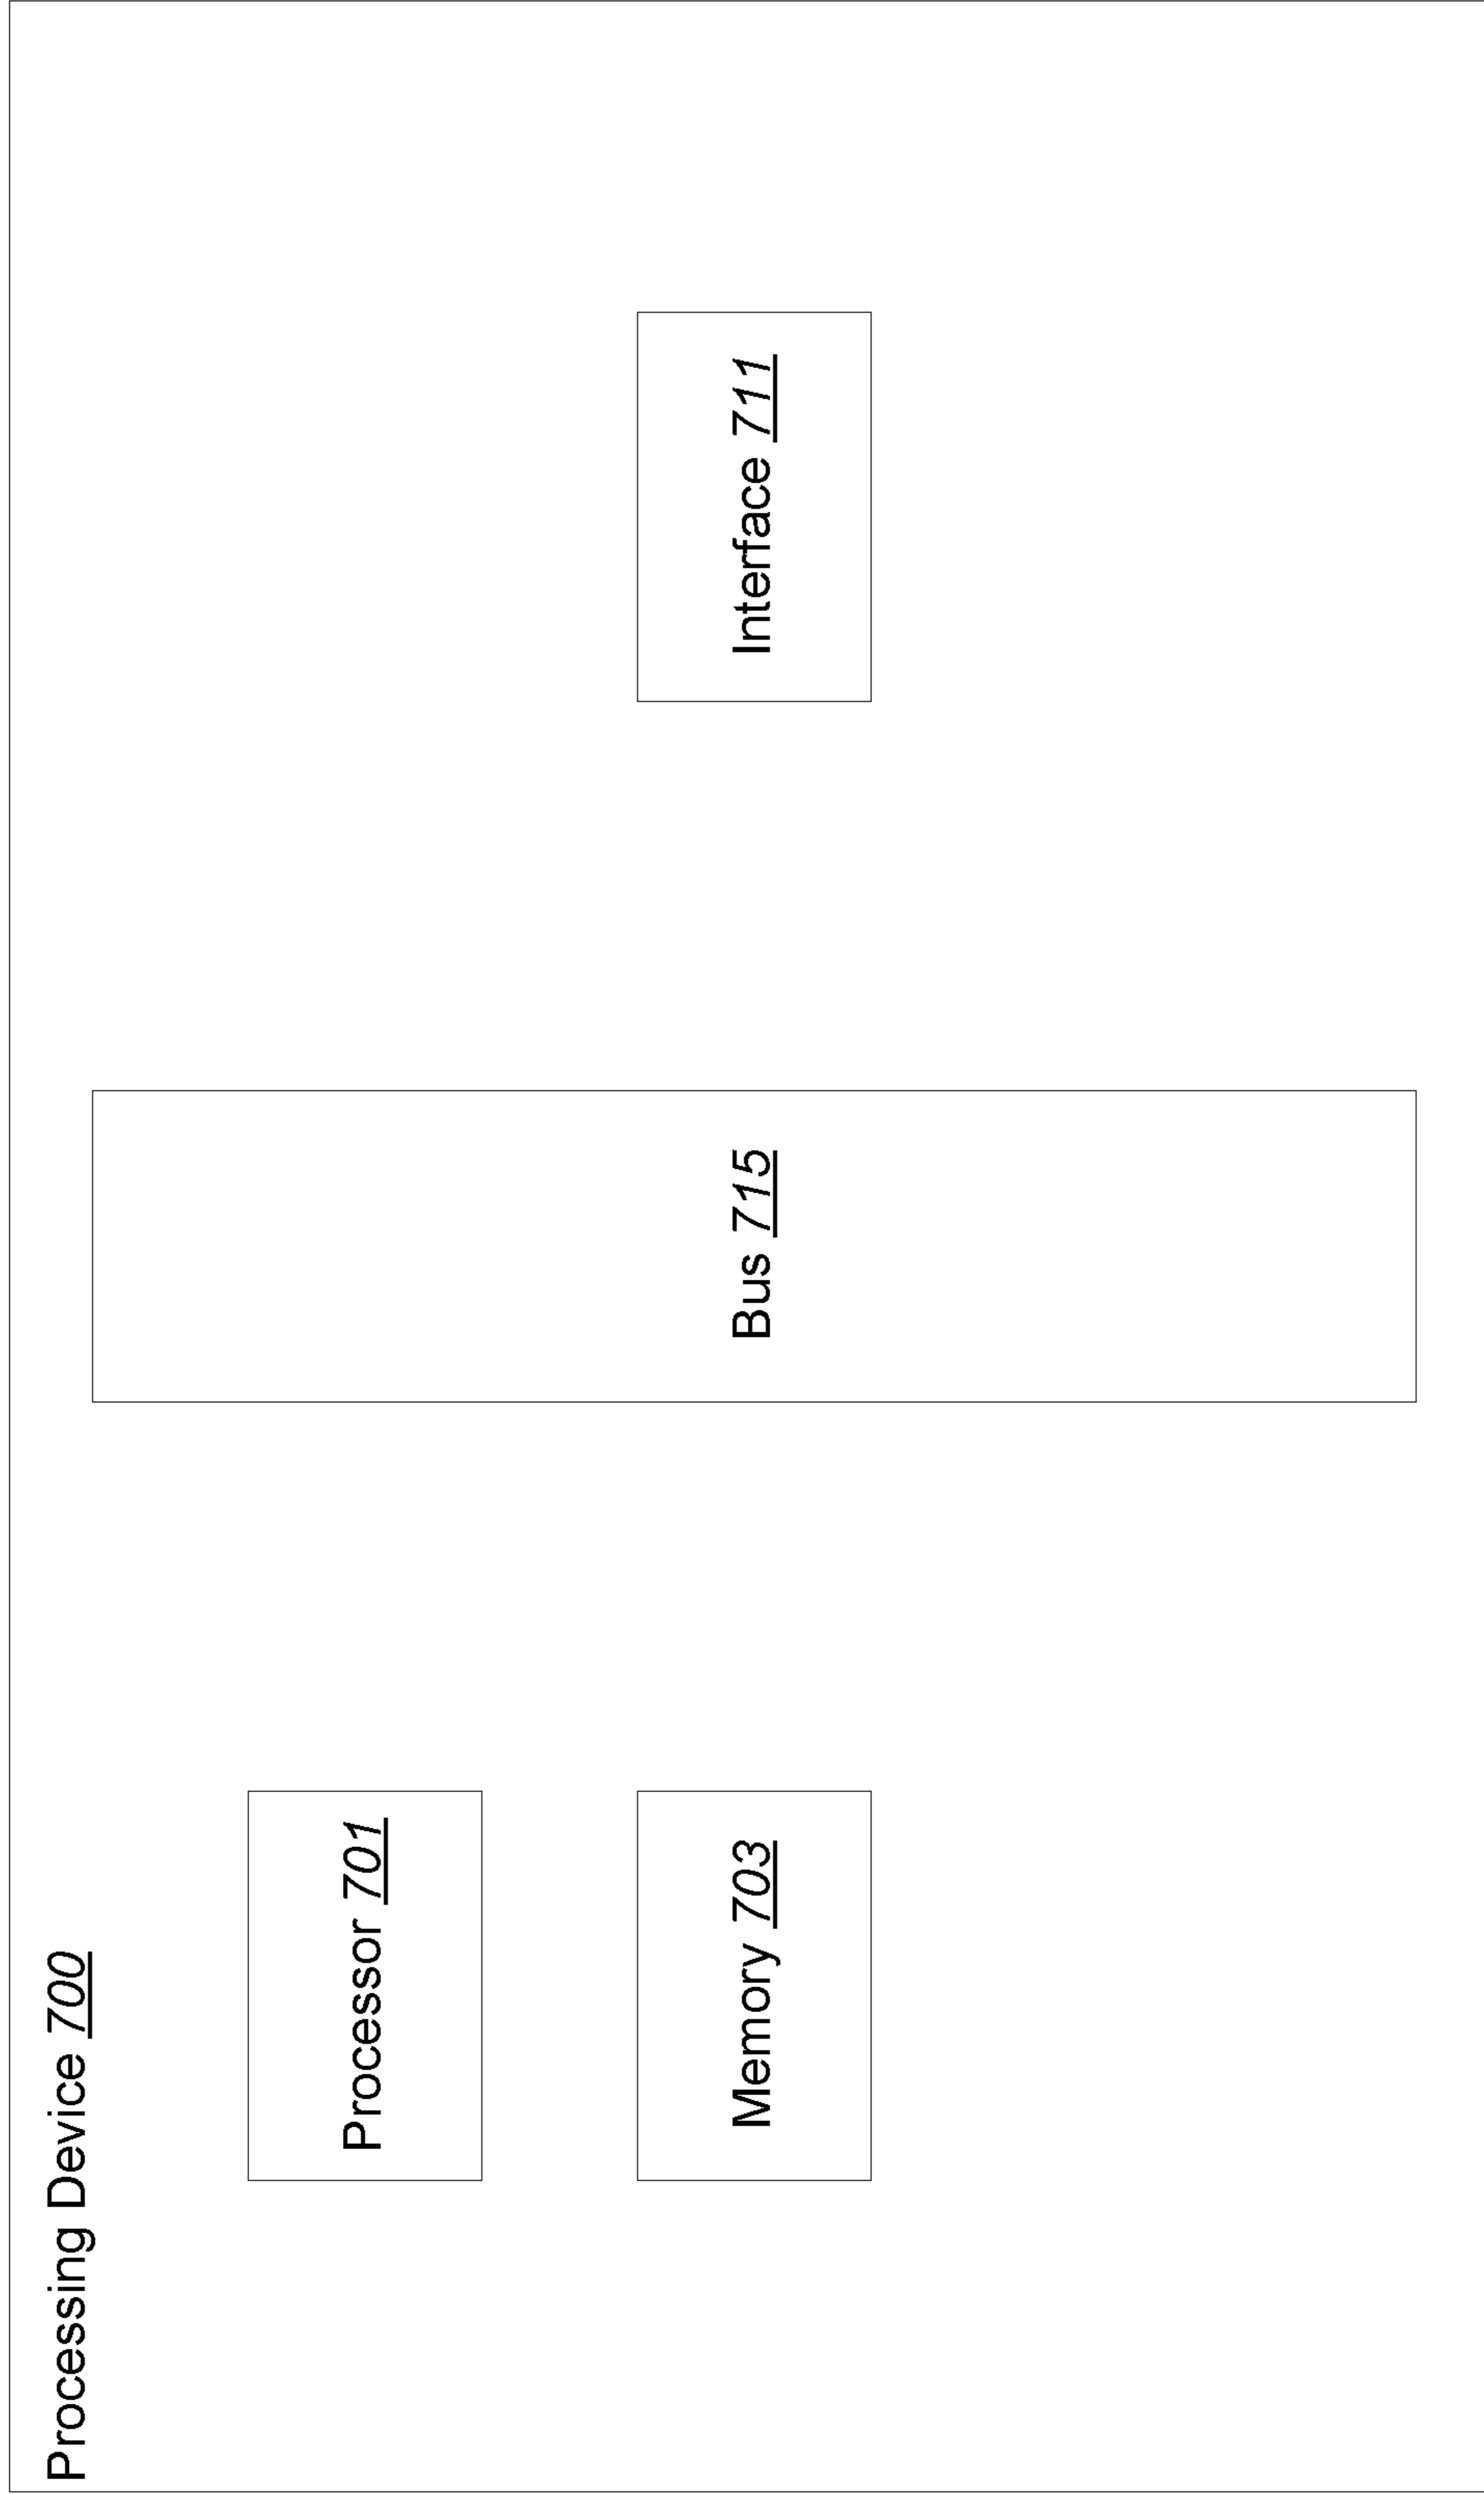 Processing Device 700
Processor 701
Memory 703
Bus 715
Interface 711